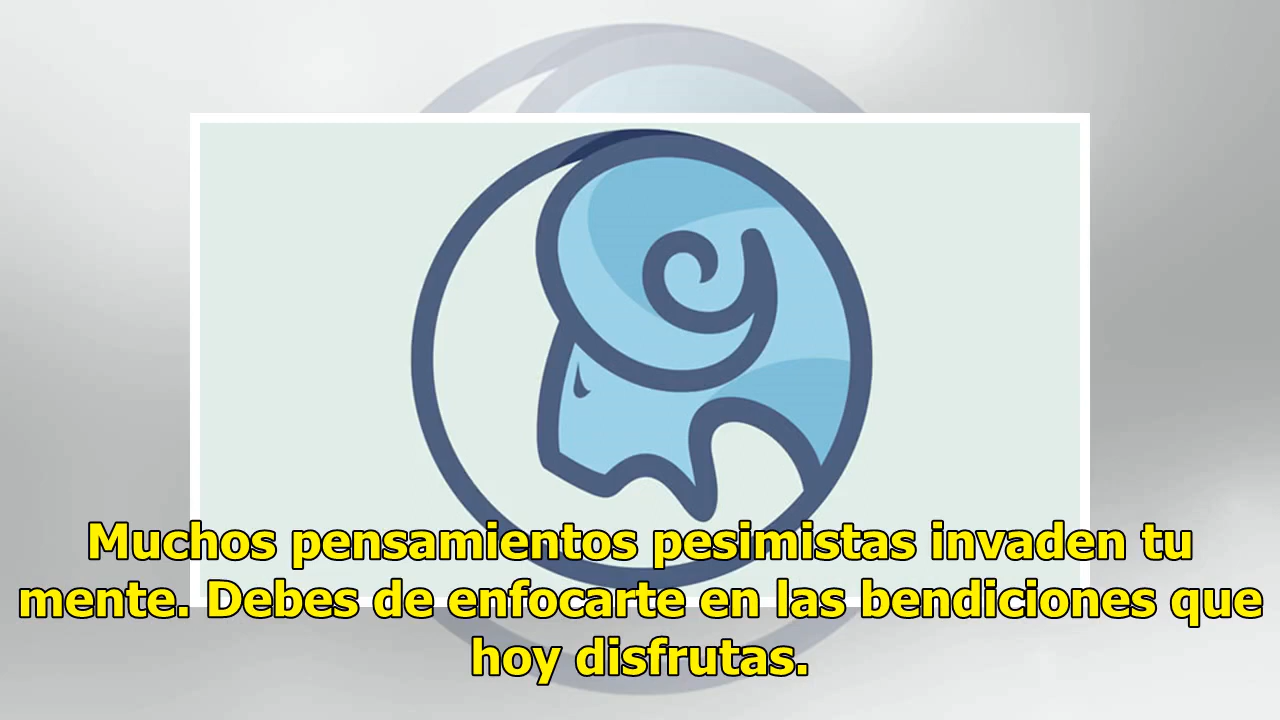 Muchos pensamientos pesimistas invaden tu
mente. Debes de enfocarte en las bendiciones que
hoy disfrutas.